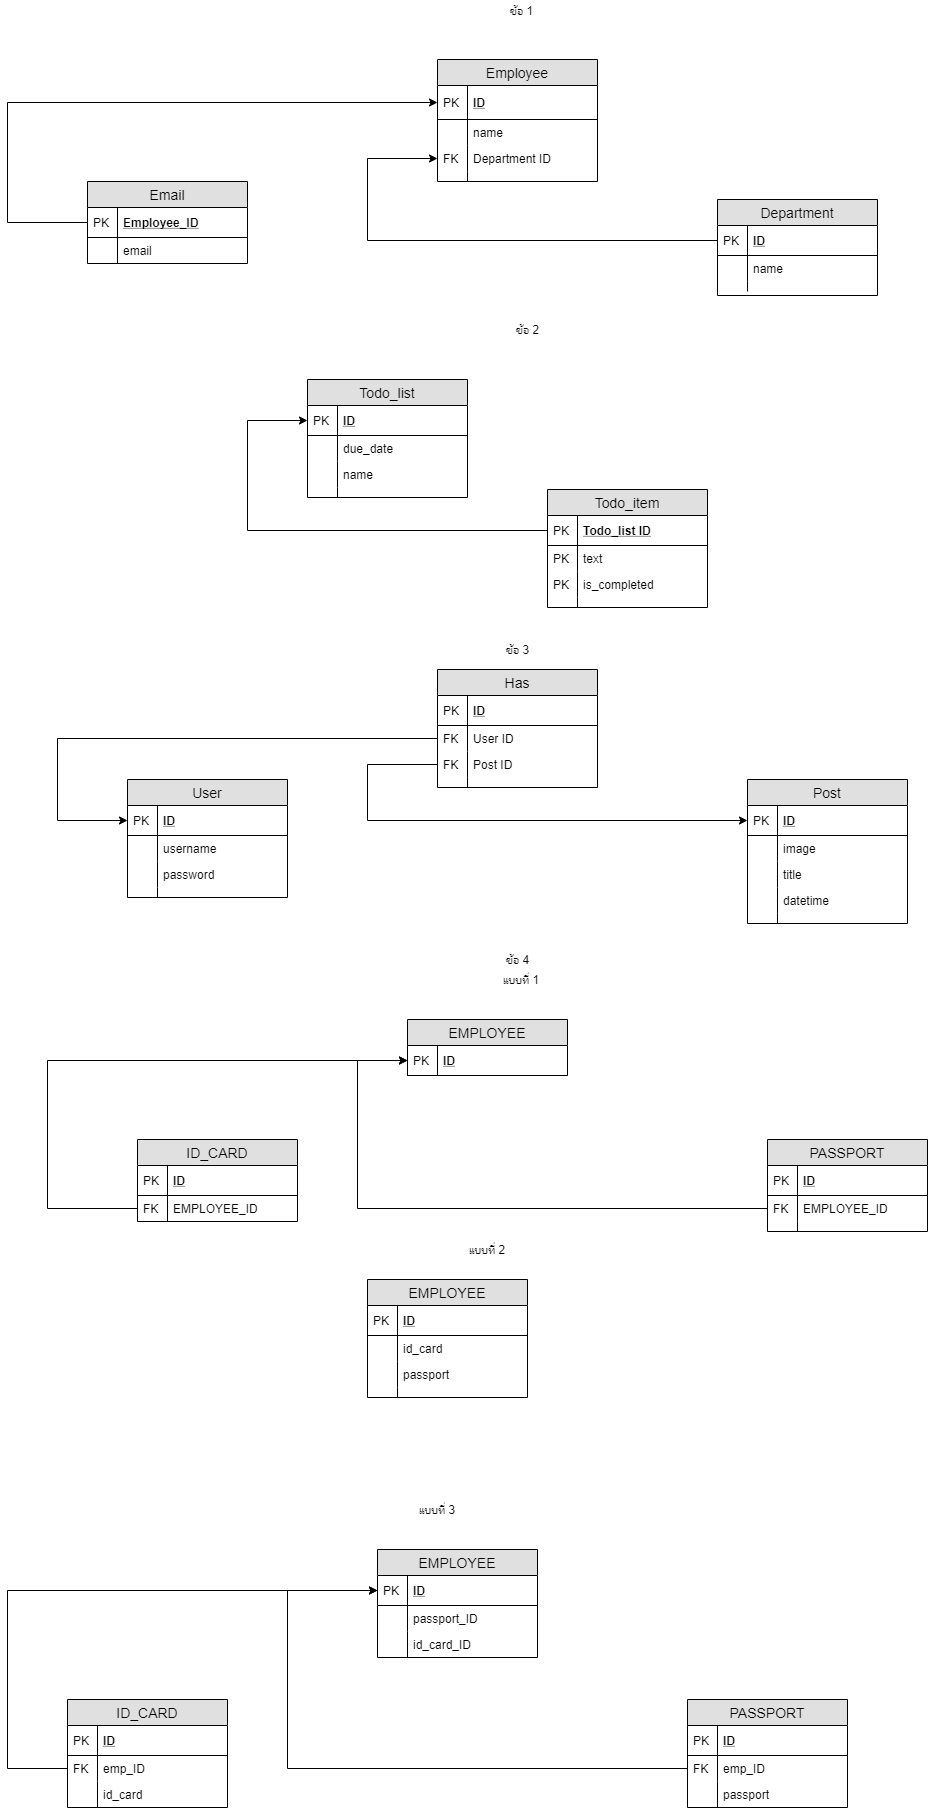 ข้อ 1
Employee
PK ID
name
FK Department ID
Email
PK Employee_ID
email
Department
PK ID
name
ข้อ 2
Todo_list
PK ID
due_date
name
Todo_item
PK Todo_list ID
PK text
PK is_completed
ข้อ 3
Has
PK ID
FK User ID
FK Post ID
User
PK ID
username
password
Post
PK ID
image
title
datetime
ข้อ 4
แบบที่ 1
EMPLOYEE
PK ID
ID_CARD
PK ID
FK EMPLOYEE_ID
PASSPORT
PK ID
FK EMPLOYEE_ID
แบบที่ 2
EMPLOYEE
PK ID
id_card
passport
แบบที่ 3
EMPLOYEE
PK ID
passport_ID
id_card_ID
ID_CARD
PK ID
FK emp_ID
id_card
PASSPORT
PK ID
FK emp_ID
passport